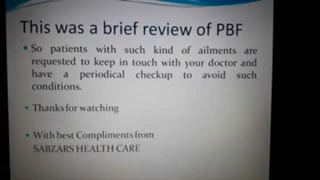 This was a brief review of PBF
So patients with such kind of ailments are
requested to keep in touch with your doctor and
have a periodical checkup to avoid such
conditions.
Thanks for watching
With best Compliments from
SABZARS HEALTH CARE